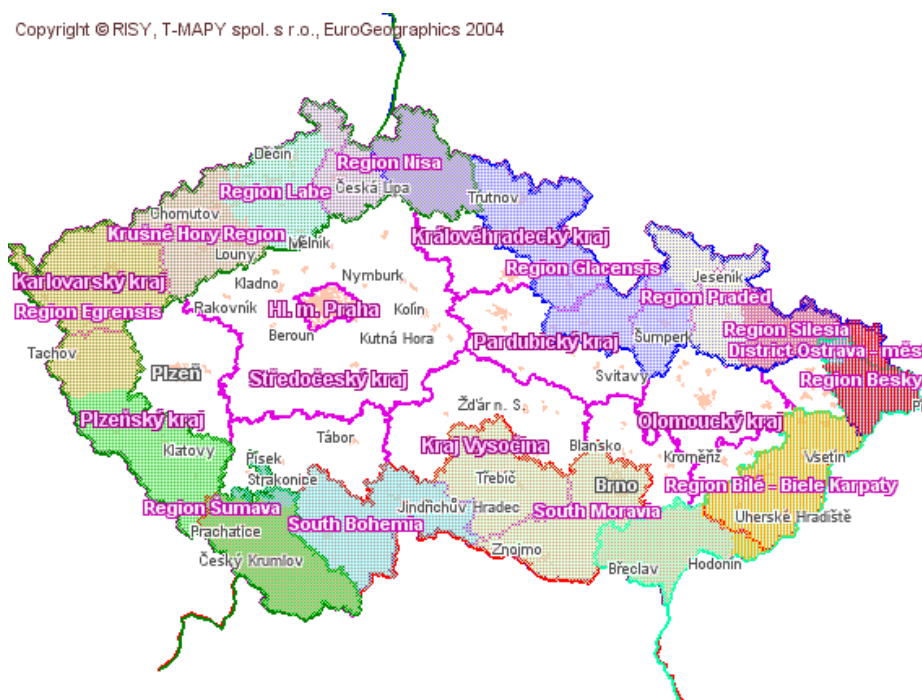 Copyright © RISY, T-MAPY spol. s r.o., EuroGeographics 2004
Děčín
Region Nisa
Region Labe
Česká Lípa
Trutnov
Chomutov
Krušné Hory Region
Mělník
Královéhradecký kraj
Louny
Karlovarský kraj
Kladno
Nymburk
Region Glacensis
Jeseník
Region Praděd
Region Egrensis
Rakovník
Hl. m. Praha
Kolín
Beroun
Kutná Hora
Pardubický kraj
Šumperk
Region Silesia
District Ostrava – měs
Tachov
Plzeň
Středočeský kraj
Svitavy
Region Besky
Plzeňský kraj
Žďár n. S.
Olomoucký kraj
Klatovy
Tábor
Kraj Vysočina
Blansko
Kroměříž
Vsetín
Písek
Strakonice
Třebíč
Brno
Region Bílé – Biele Karpaty
Region Šumava
South Bohemia
Jindřichův Hradec
South Moravia
Uherské Hradiště
Prachatice
Český Krumlov
Znojmo
Břeclav
Hodonín